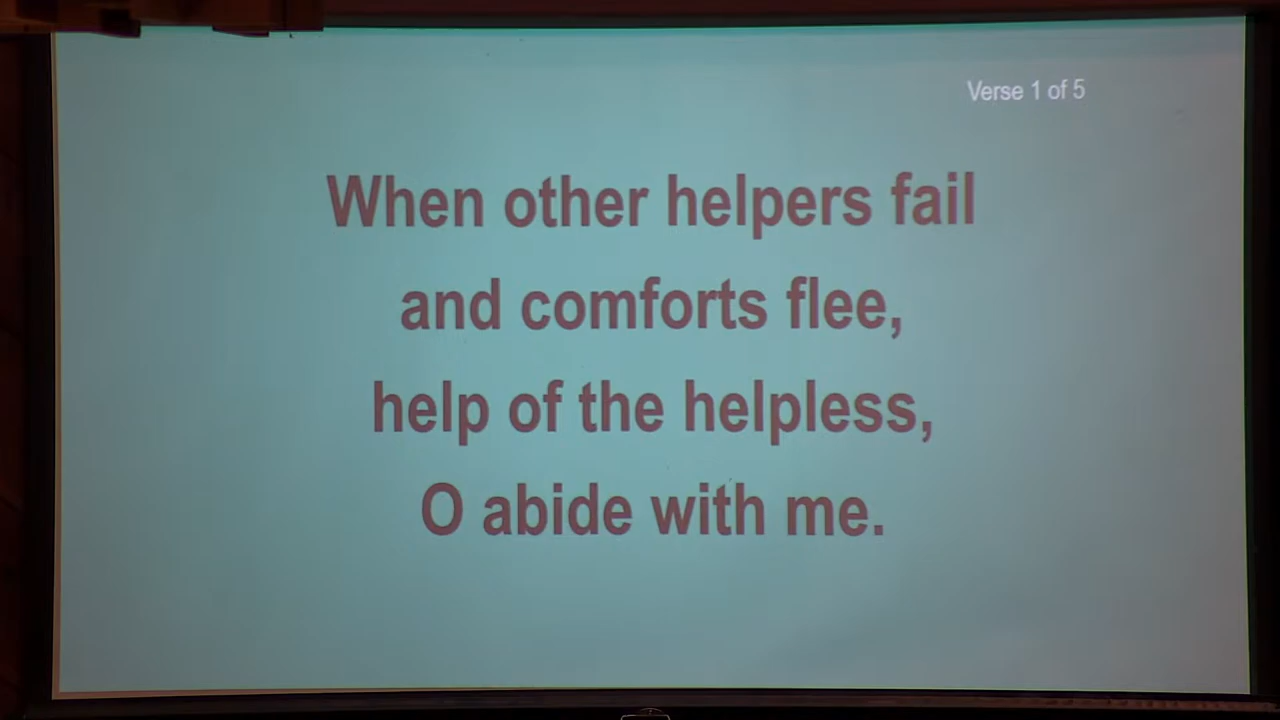 Verse 1 of 5
When other helpers fail
and comforts flee,
help of the helpless,
O abide with me.